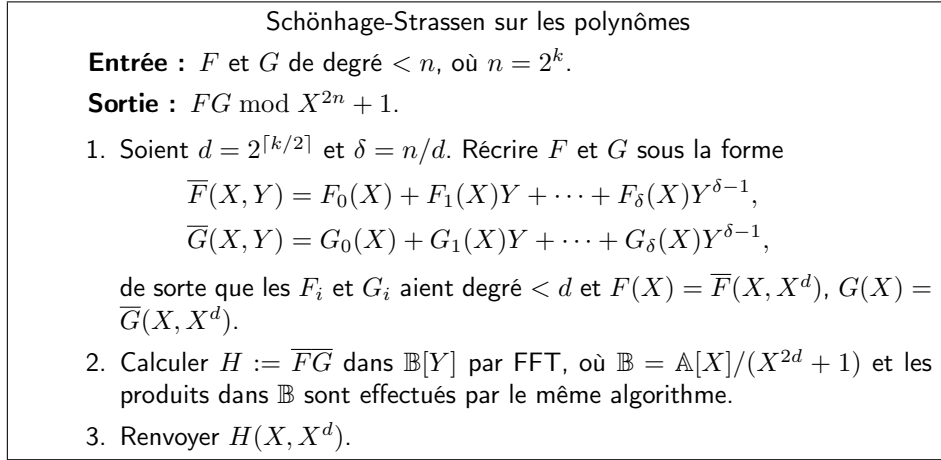 Schönhage-Strassen sur les polynômes
Entrée : F et G de degré < n, où n = 2^k.
Sortie : FG mod X^{2n} + 1.
1. Soient d = 2^{⌈k/2⌉} et δ = n/d. Récrire F et G sous la forme
F̅(X, Y) = F_0(X) + F_1(X)Y + ··· + F_δ(X)Y^{δ−1},
G̅(X, Y) = G_0(X) + G_1(X)Y + ··· + G_δ(X)Y^{δ−1},
de sorte que les F_i et G_i aient degré < d et F(X) = F̅(X, X^d), G(X) =
G̅(X, X^d).
2. Calculer H := F̅G̅ dans 𝔹[Y] par FFT, où 𝔹 = 𝔸[X]/(X^{2d} + 1) et les
produits dans 𝔹 sont effectués par le même algorithme.
3. Renvoyer H(X, X^d).